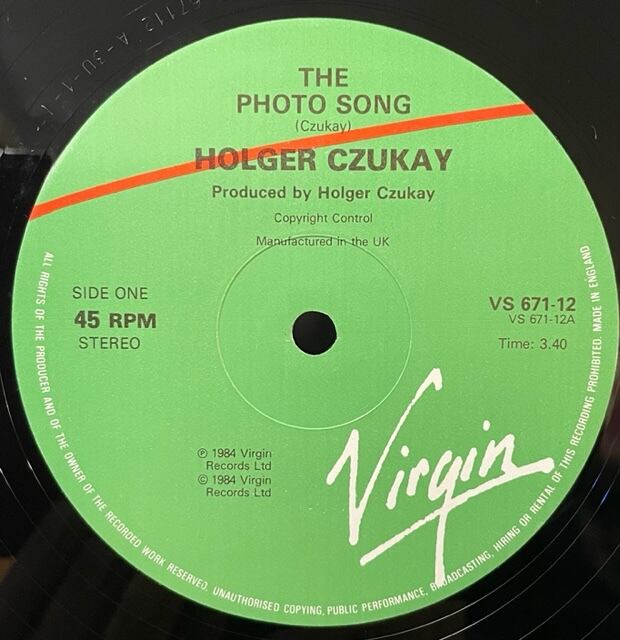 THE
PHOTO SONG
(Czukay)
HOLGER CZUKAY
Produced by Holger Czukay
Copyright Control
Manufactured in the UK
SIDE ONE
45 RPM
STEREO
VS 671-12
VS 671-12A
Time: 3.40
℗ 1984 Virgin
Records Ltd
© 1984 Virgin
Records Ltd
Virgin
ALL RIGHTS OF THE PRODUCER AND OF THE OWNER OF THE RECORDED WORK RESERVED. UNAUTHORISED COPYING, PUBLIC PERFORMANCE, BROADCASTING, HIRING OR RENTAL OF THIS RECORDING PROHIBITED. MADE IN ENGLAND